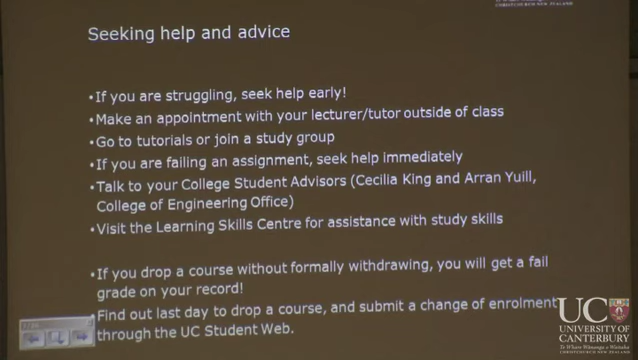 CHRISTCHURCH NEW ZEALAND
Seeking help and advice
•If you are struggling, seek help early!
•Make an appointment with your lecturer/tutor outside of class
•Go to tutorials or join a study group
•If you are failing an assignment, seek help immediately
•Talk to your College Student Advisors (Cecilia King and Arran Yuill,
College of Engineering Office)
•Visit the Learning Skills Centre for assistance with study skills
•If you drop a course without formally withdrawing, you will get a fail
grade on your record!
•Find out last day to drop a course, and submit a change of enrolment
through the UC Student Web.
UC
UNIVERSITY OF
CANTERBURY
Te Whare Wānanga o Waitaha
CHRISTCHURCH NEW ZEALAND